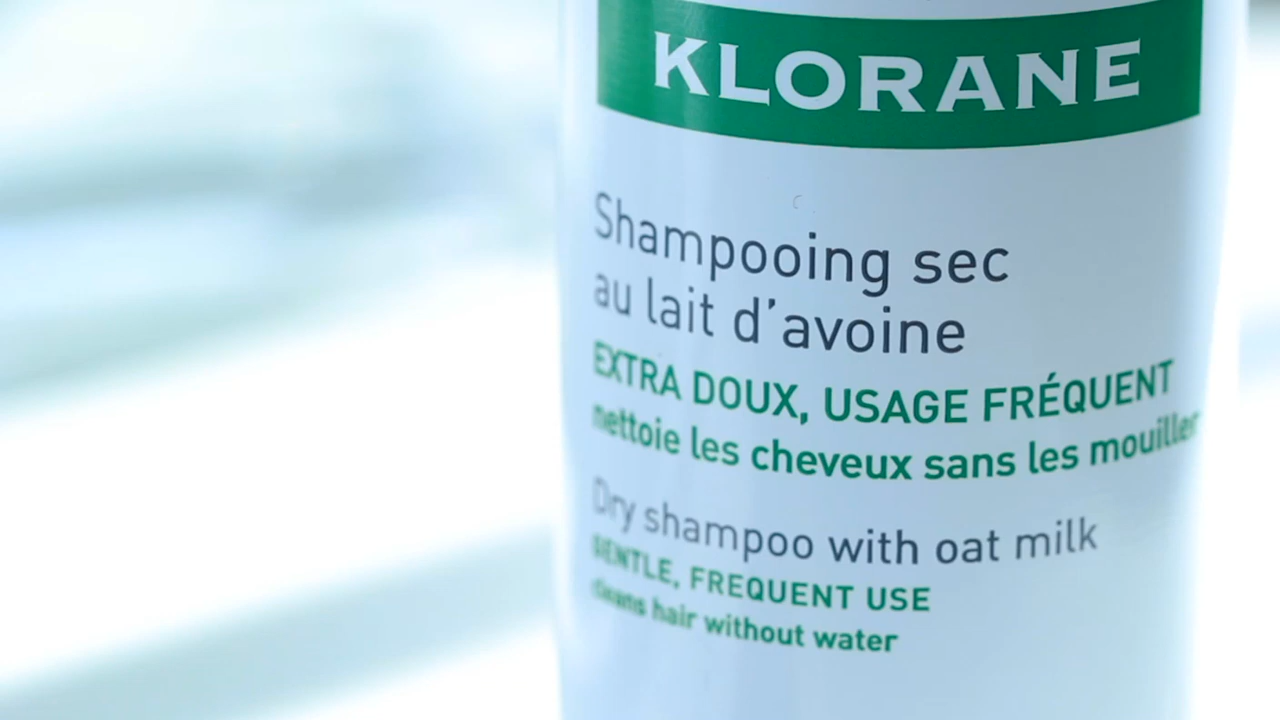 KLORANE
Shampooing sec
au lait d'avoine
EXTRA DOUX, USAGE FRÉQUENT
nettoie les cheveux sans les mouiller
Dry shampoo with oat milk
GENTLE, FREQUENT USE
cleans hair without water